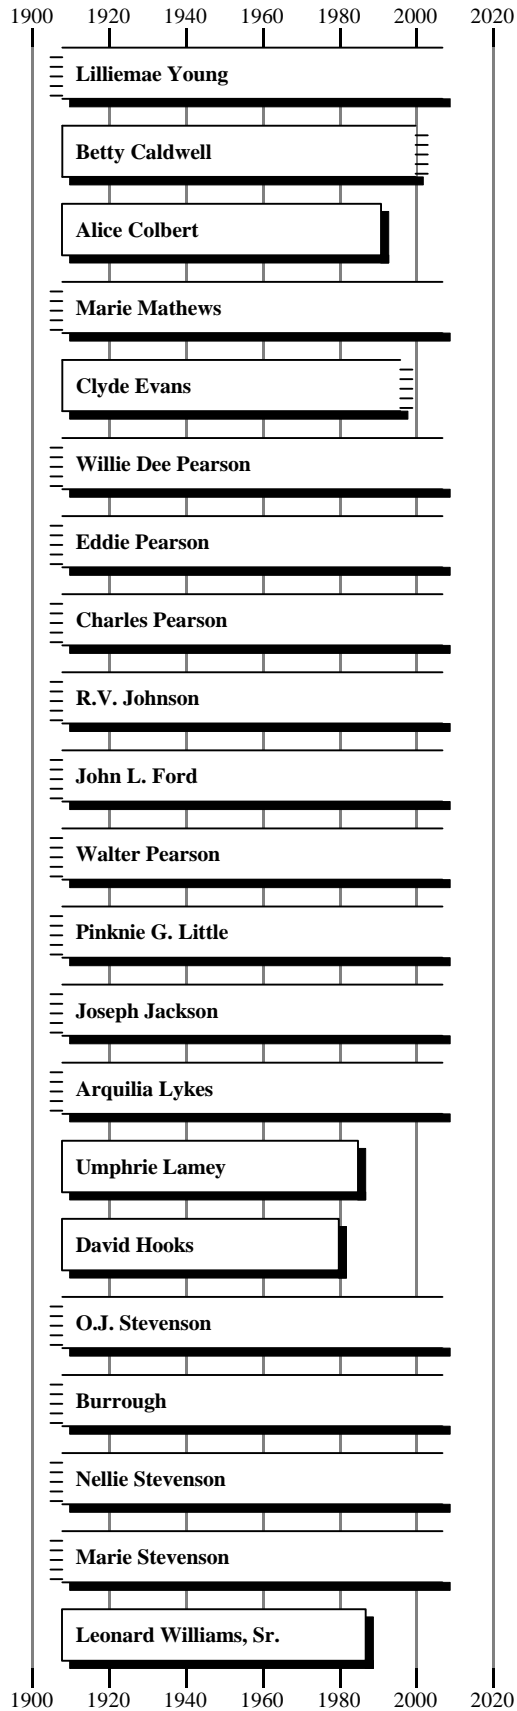 1900 1920 1940 1960 1980 2000 2020
Lilliemae Young
Betty Caldwell
Alice Colbert
Marie Mathews
Clyde Evans
Willie Dee Pearson
Eddie Pearson
Charles Pearson
R.V. Johnson
John L. Ford
Walter Pearson
Pinknie G. Little
Joseph Jackson
Arquilia Lykes
Umphrie Lamey
David Hooks
O.J. Stevenson
Burrough
Nellie Stevenson
Marie Stevenson
Leonard Williams, Sr.
1900 1920 1940 1960 1980 2000 2020